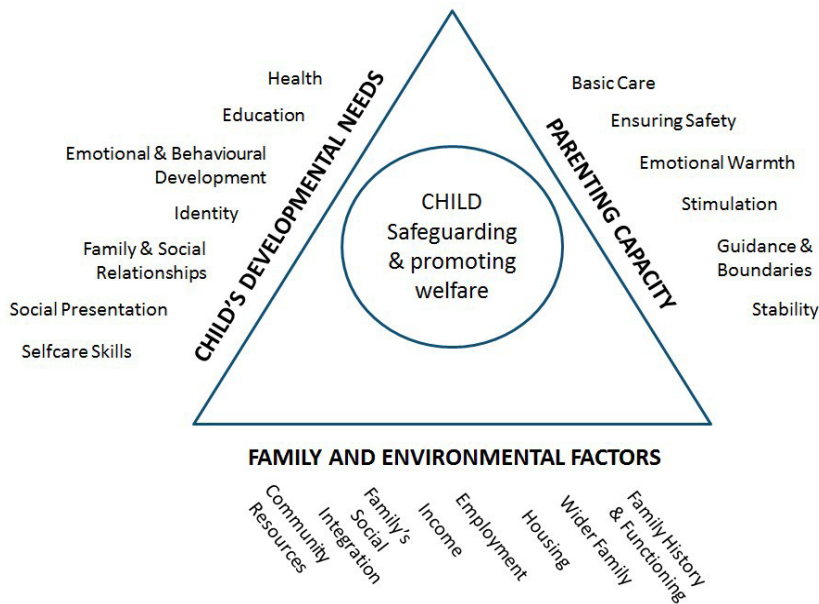 Health
Education
Emotional & Behavioural
Development
Identity
Family & Social
Relationships
Social Presentation
Selfcare Skills
CHILD'S DEVELOPMENTAL NEEDS
CHILD
Safeguarding
& promoting
welfare
PARENTING CAPACITY
Basic Care
Ensuring Safety
Emotional Warmth
Stimulation
Guidance &
Boundaries
Stability
FAMILY AND ENVIRONMENTAL FACTORS
Community
Resources
Family's
Social
Integration
Income
Employment
Housing
Wider Family
Family History
& Functioning